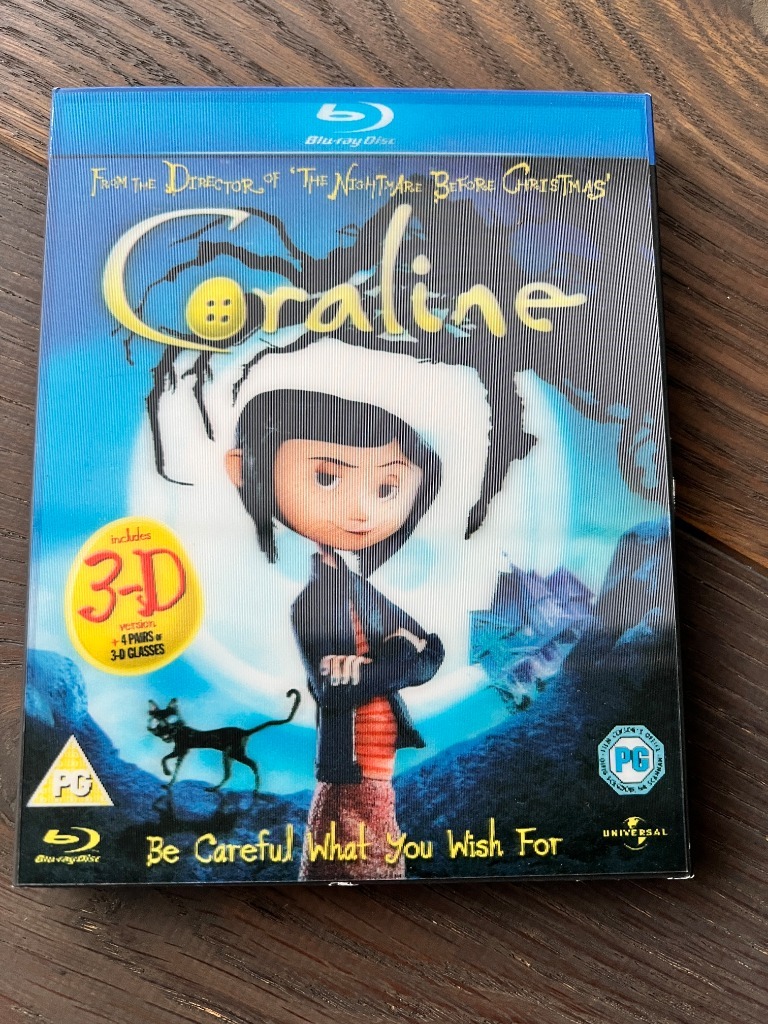 Blu-ray Disc
FROM THE DIRECTOR OF 'THE NIGHTMARE BEFORE CHRISTMAS'
Coraline
includes
3-D
version
+ 4 PAIRS OF
3-D GLASSES
PG
PG
Blu-ray Disc
Be Careful What You Wish For
UNIVERSAL